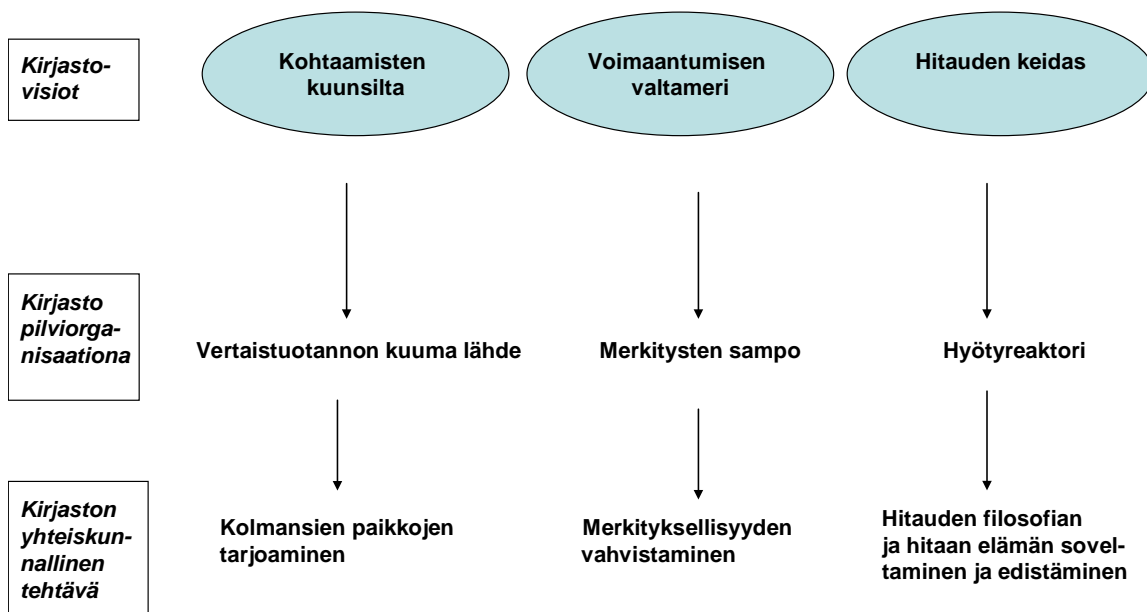 Kirjasto-
visiot
Kohtaamisten
kuunsilta
Voimaantumisen
valtameri
Hitauden keidas
Kirjasto
pilviorga-
nisaationa
Vertaistuotannon kuuma lähde
Merkitysten sampo
Hyötyreaktori
Kirjaston
yhteiskun-
nallinen
tehtävä
Kolmansien paikkojen
tarjoaminen
Merkityksellisyyden
vahvistaminen
Hitauden filosofian
ja hitaan elämän sovel-
taminen ja edistäminen